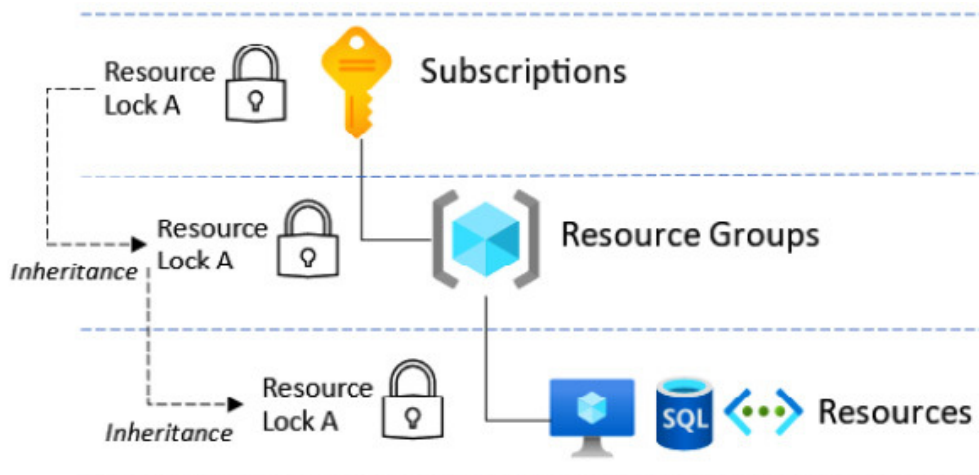 Resource
Lock A
Subscriptions
Resource
Lock A
Resource Groups
Inheritance
Resource
Lock A
SQL
Resources
Inheritance